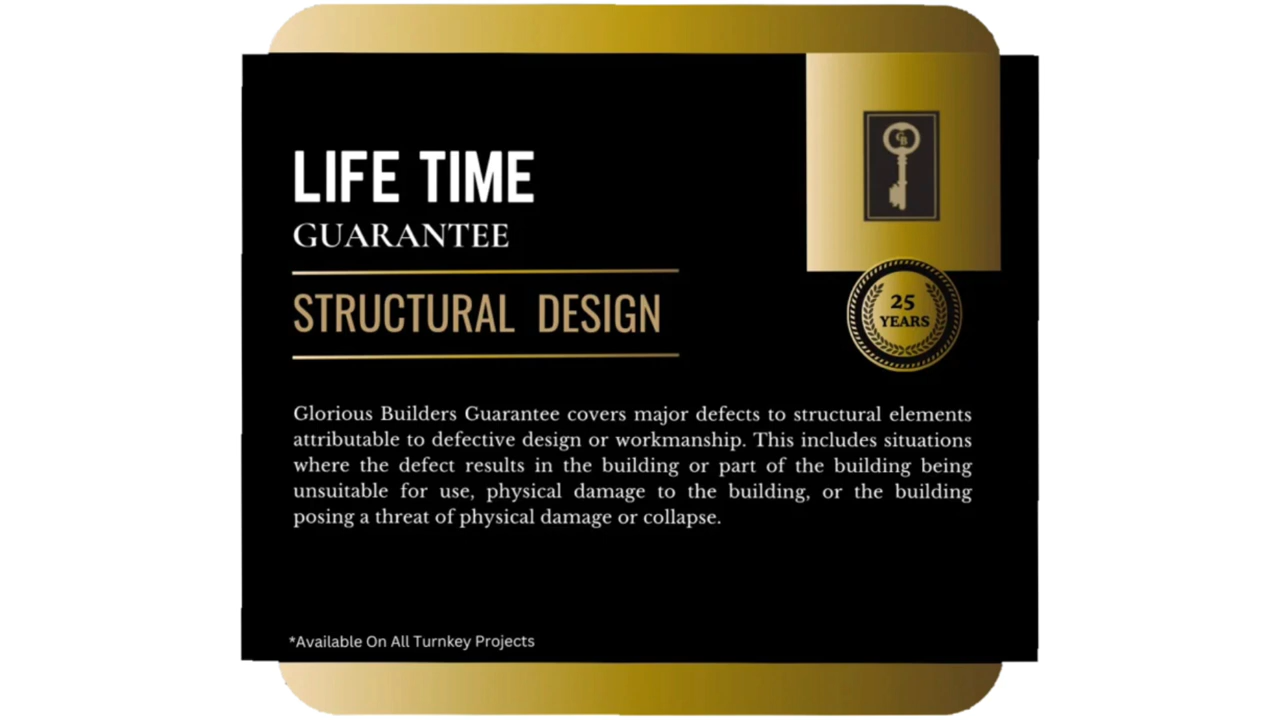 LIFE TIME
GUARANTEE
STRUCTURAL DESIGN
GB
25
YEARS
Glorious Builders Guarantee covers major defects to structural elements
attributable to defective design or workmanship. This includes situations
where the defect results in the building or part of the building being
unsuitable for use, physical damage to the building, or the building
posing a threat of physical damage or collapse.
*Available On All Turnkey Projects